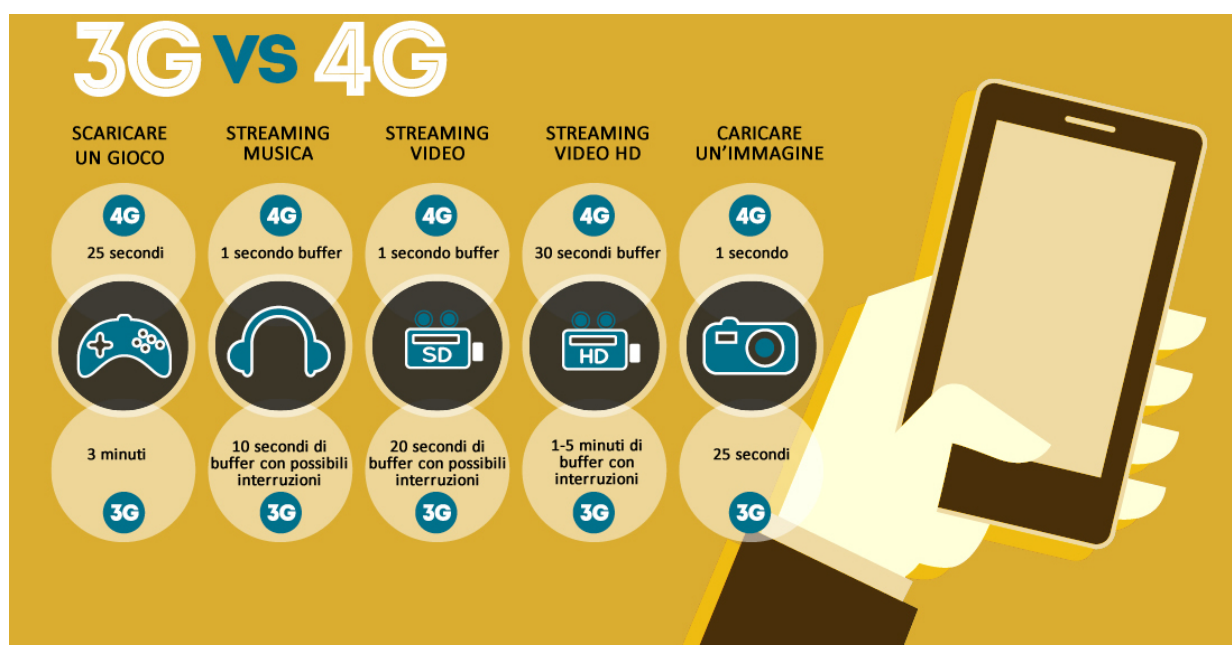 3G VS 4G
SCARICARE
UN GIOCO
4G
25 secondi
3 minuti
3G
STREAMING
MUSICA
4G
1 secondo buffer
10 secondi di
buffer con possibili
interruzioni
3G
STREAMING
VIDEO
4G
1 secondo buffer
SD
20 secondi di
buffer con possibili
interruzioni
3G
STREAMING
VIDEO HD
4G
30 secondi buffer
HD
1-5 minuti di
buffer con
interruzioni
3G
CARICARE
UN'IMMAGINE
4G
1 secondo
25 secondi
3G